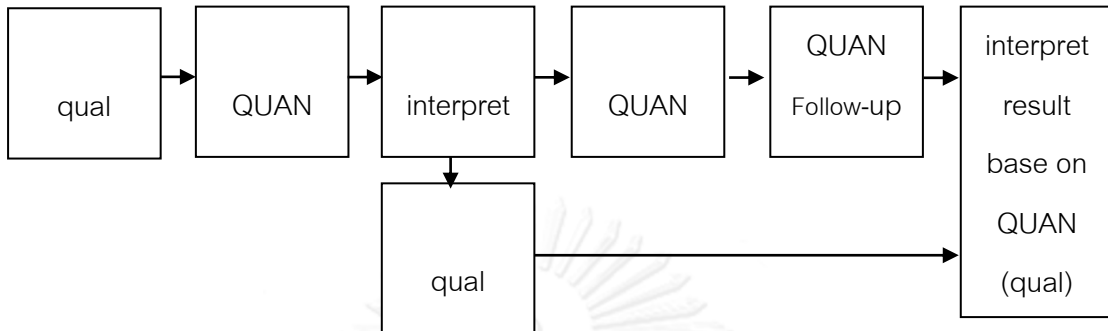 qual
QUAN
interpret
QUAN
QUAN
Follow-up
interpret
result
base on
QUAN
(qual)
qual